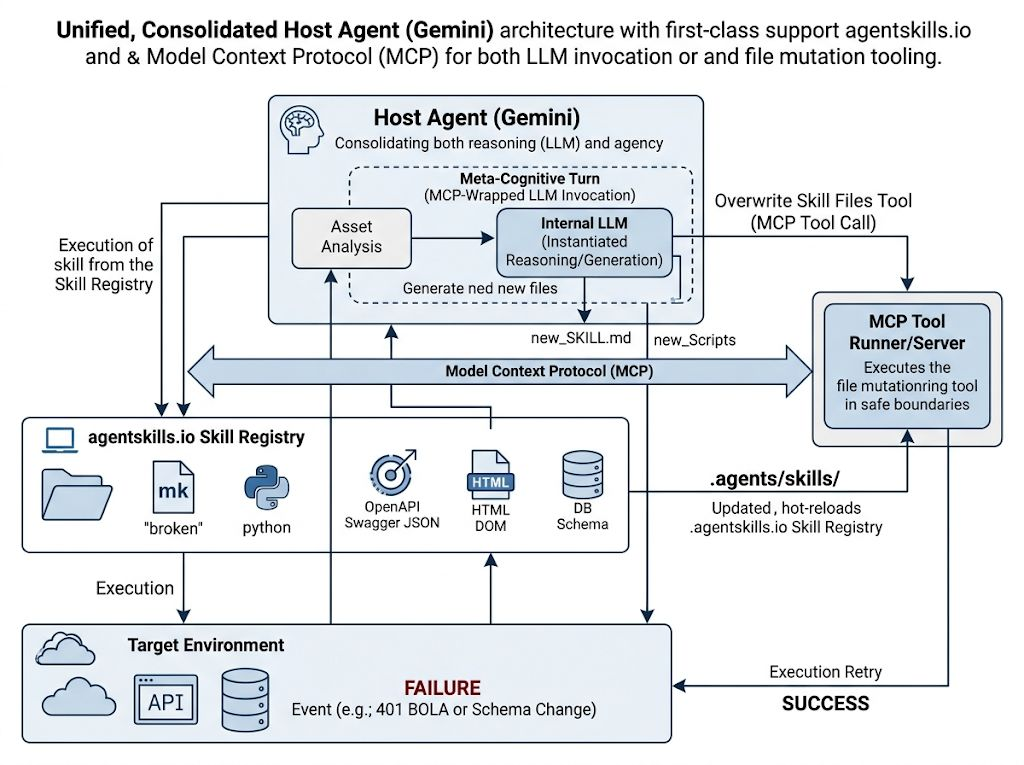 Unified, Consolidated Host Agent (Gemini) architecture with first-class support agentskills.io
and & Model Context Protocol (MCP) for both LLM invocation or and file mutation tooling.
Host Agent (Gemini)
Consolidating both reasoning (LLM) and agency
Meta-Cognitive Turn
(MCP-Wrapped LLM Invocation)
Asset
Analysis
Internal LLM
(Instantiated
Reasoning/Generation)
Generate ned new files
Overwrite Skill Files Tool
(MCP Tool Call)
Execution of
skill from the
Skill Registry
new_SKILL.md
new_Scripts
MCP Tool
Runner/Server
Executes the
file mutationring tool
in safe boundaries
Model Context Protocol (MCP)
agentskills.io Skill Registry
mk
"broken"
python
OpenAPI
Swagger JSON
HTML
HTML
DOM
DB
Schema
.agents/skills/
Updated, hot-reloads
.agentskills.io Skill Registry
Execution
Target Environment
API
FAILURE
Event (e.g.; 401 BOLA or Schema Change)
Execution Retry
SUCCESS